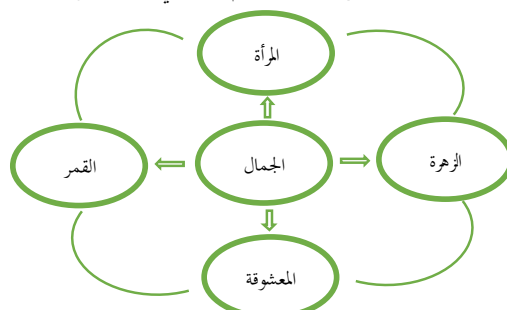 المرأة
الزهرة
الجمال
القمر
المعشوقة